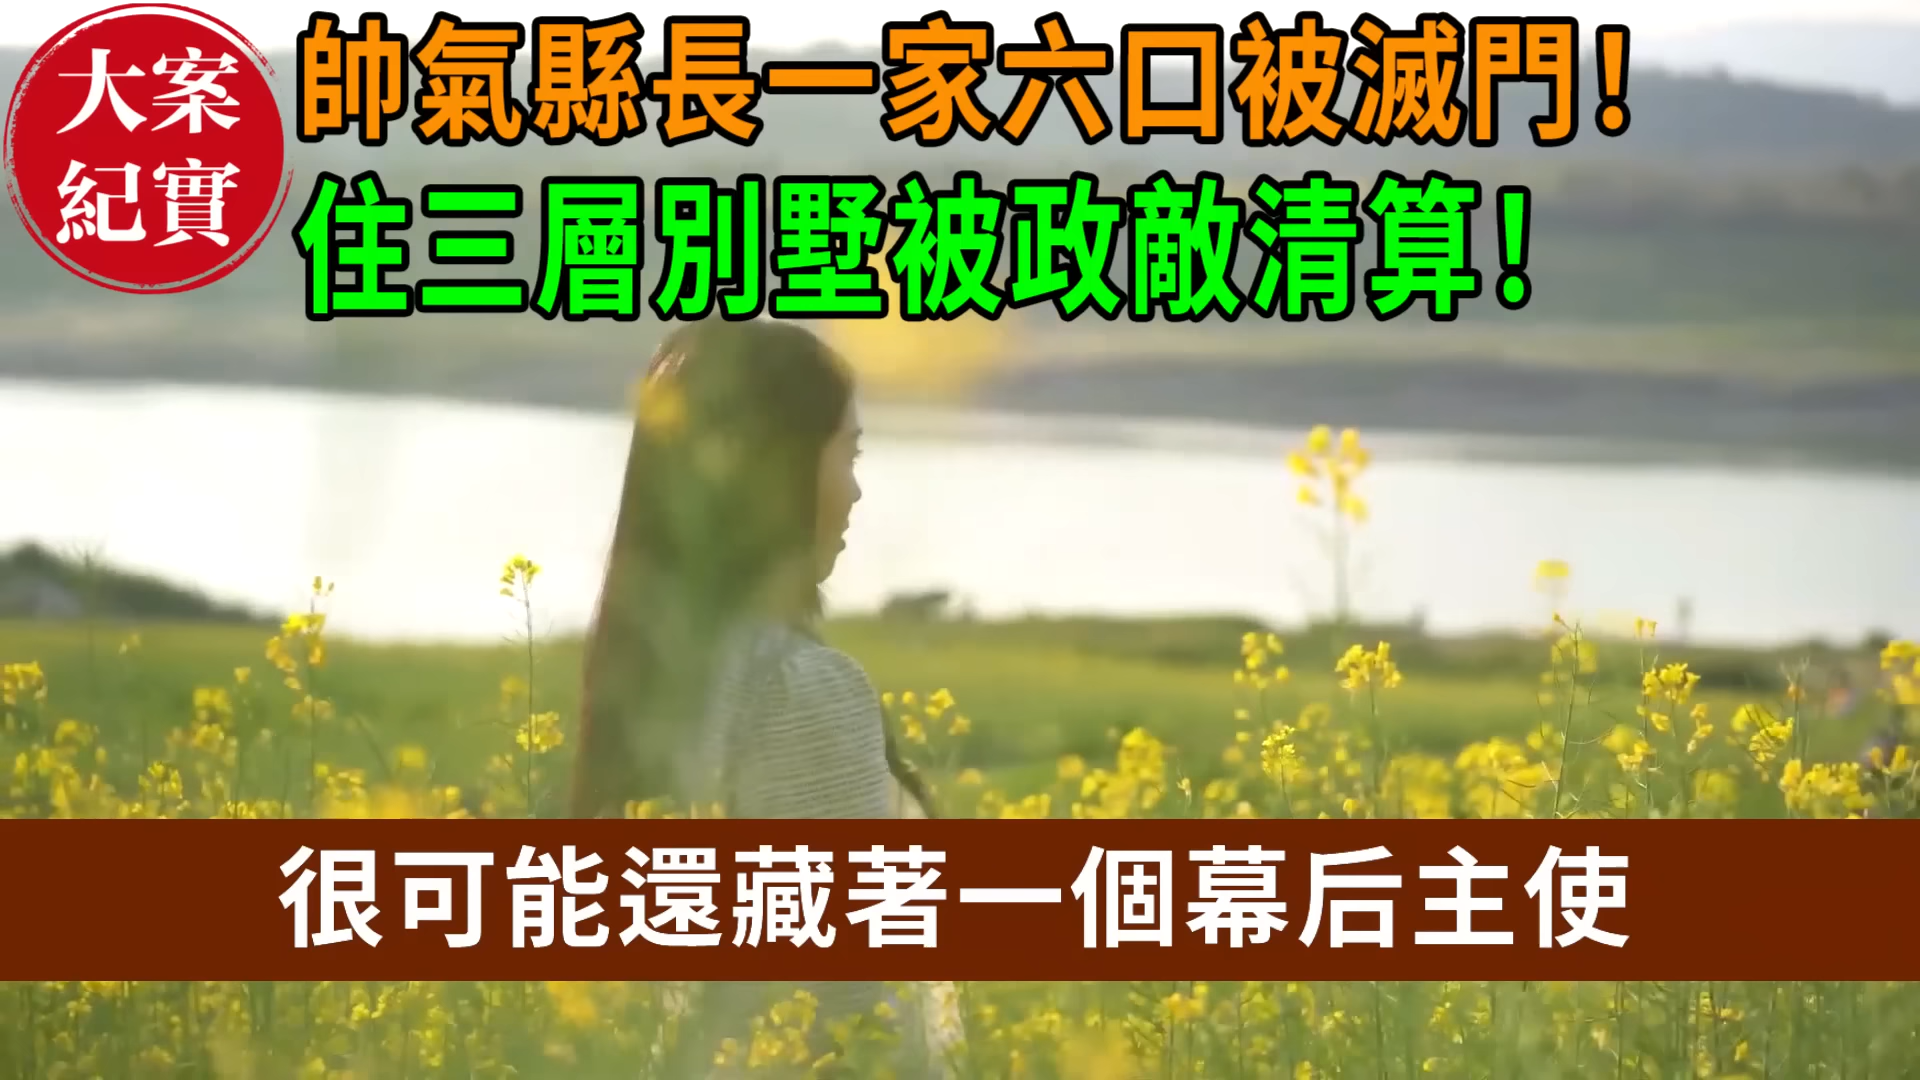 大案
紀實
帥氣縣長一家六口被滅門!
住三層別墅被政敵清算!
很可能還藏著一個幕后主使